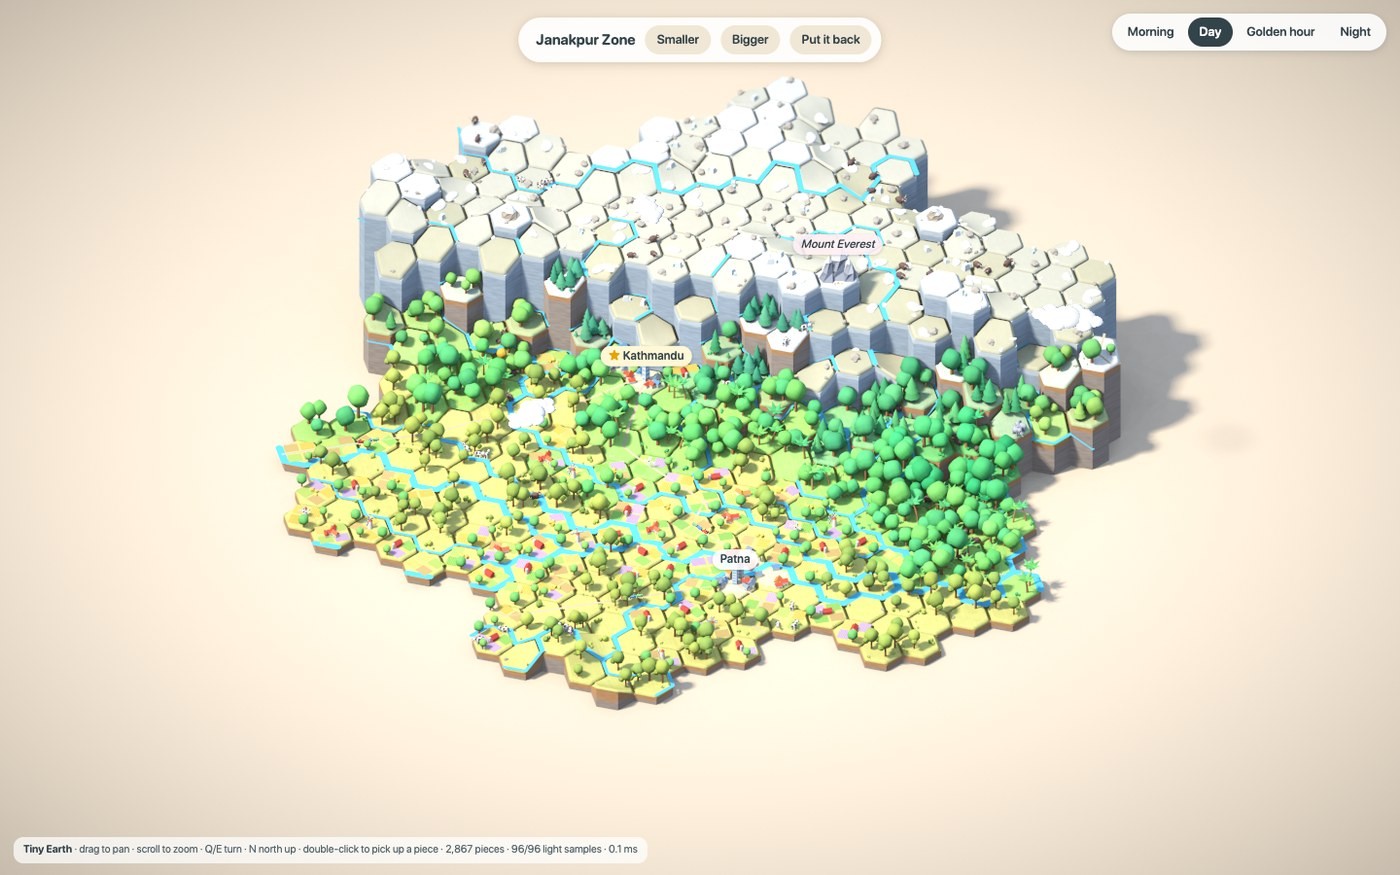 Janakpur Zone
Smaller
Bigger
Put it back
Morning
Day
Golden hour
Night
Mount Everest
Kathmandu
Patna
Tiny Earth · drag to pan · scroll to zoom · Q/E turn · N north up · double-click to pick up a piece · 2,867 pieces · 96/96 light samples · 0.1 ms